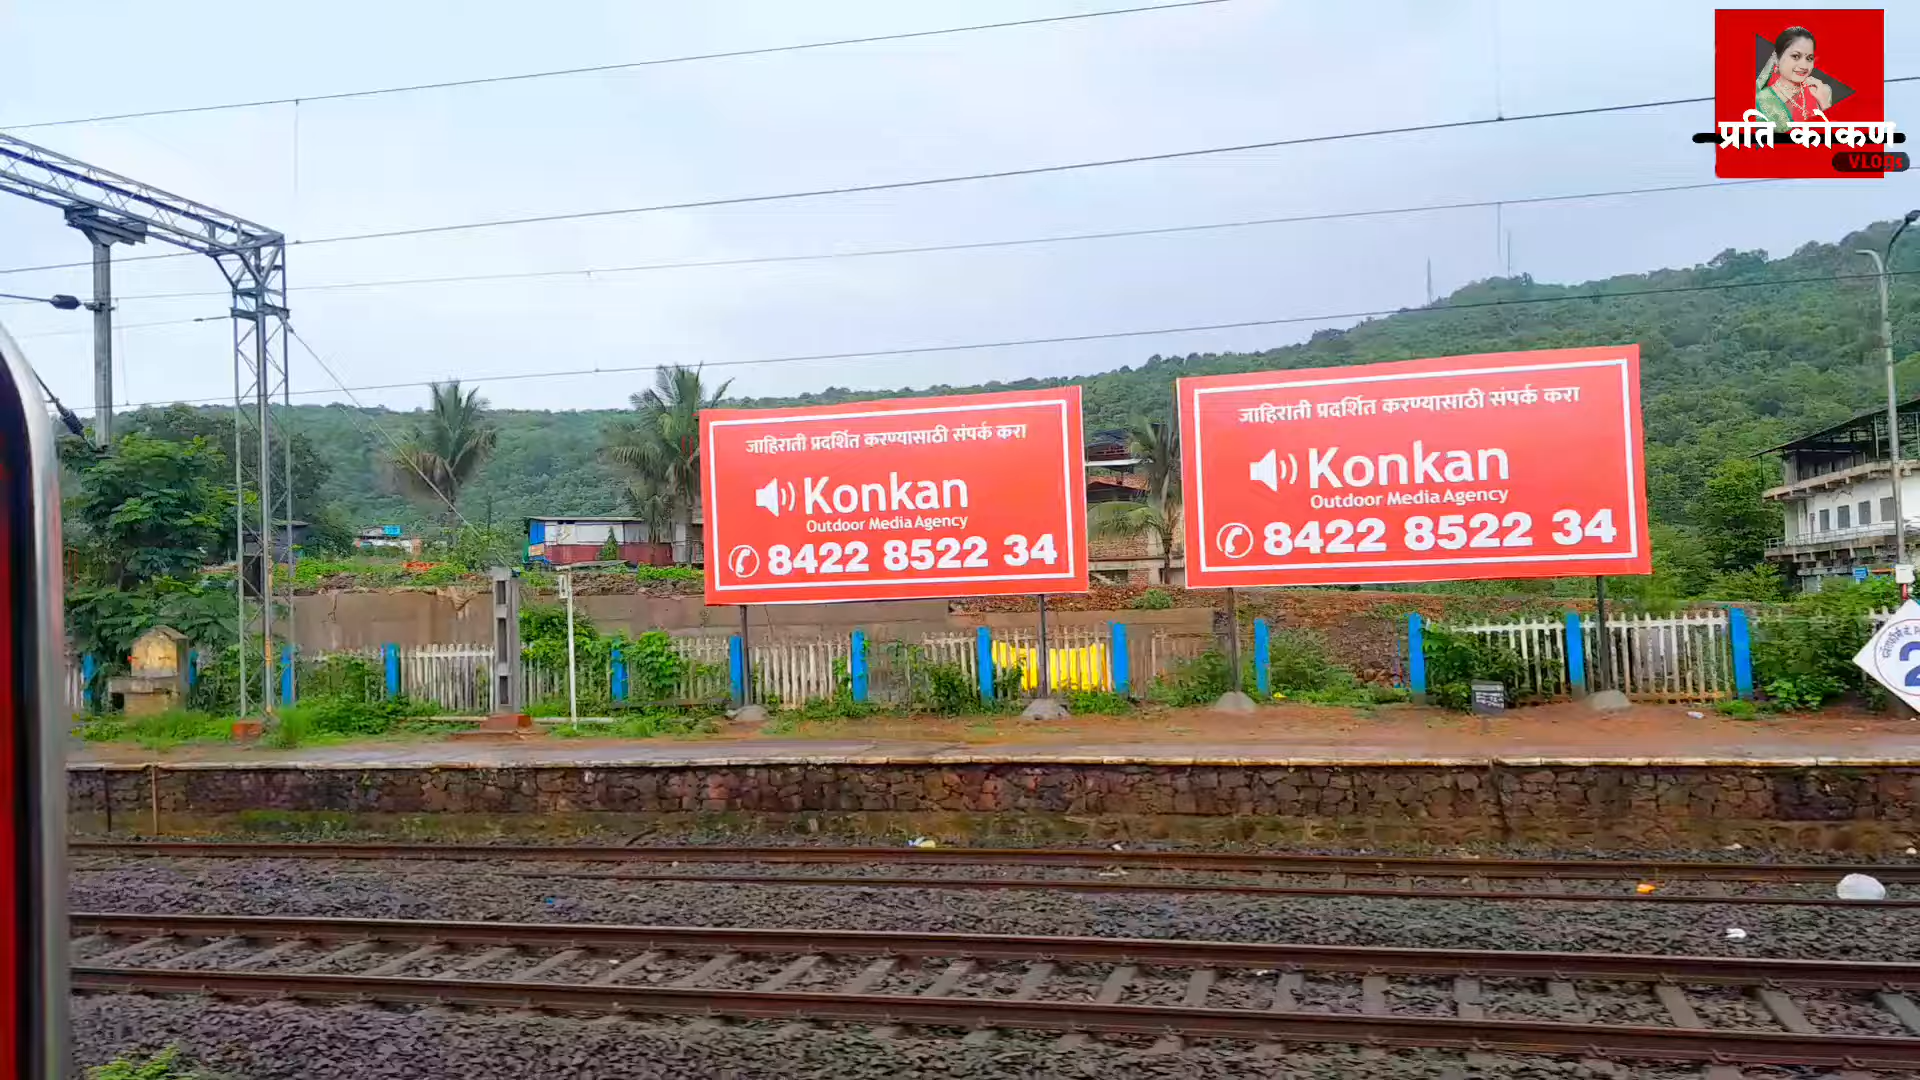 प्रति कोकण
VLOGs
जाहिराती प्रदर्शित करण्यासाठी संपर्क करा
Konkan
Outdoor Media Agency
8422 8522 34
जाहिराती प्रदर्शित करण्यासाठी संपर्क करा
Konkan
Outdoor Media Agency
8422 8522 34
2